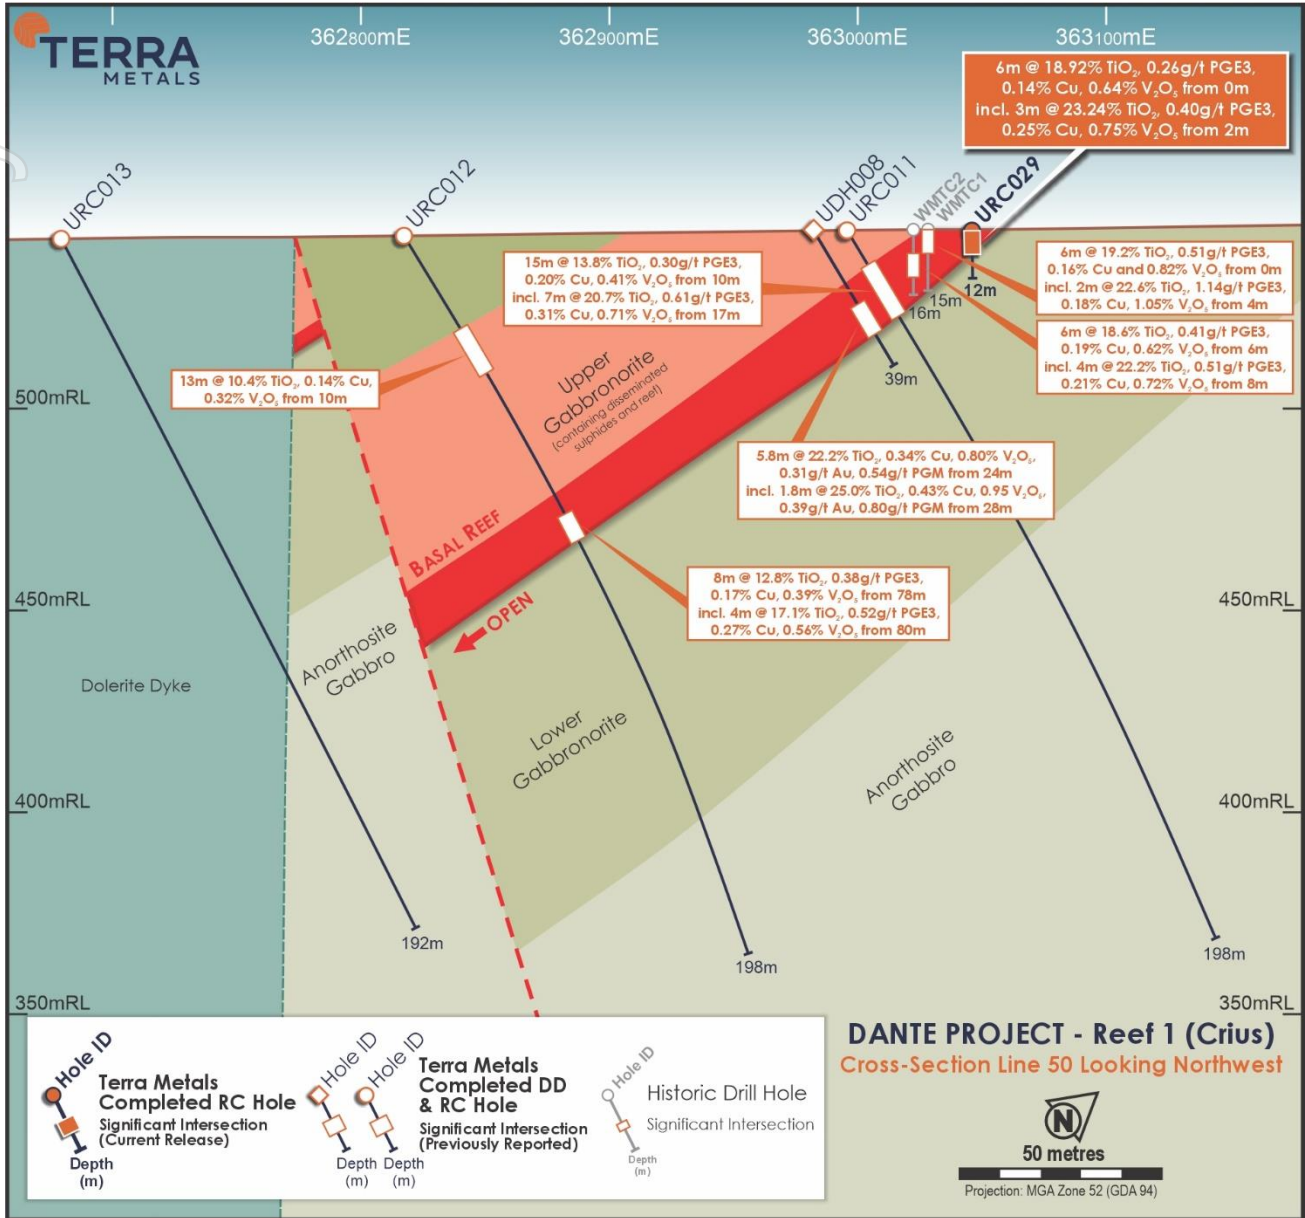 TERRA
METALS
362800mE
362900mE
363000mE
363100mE
6m @ 18.92% TiO₂, 0.26g/t PGE3,
0.14% Cu, 0.64% V₂O₅ from 0m
incl. 3m @ 23.24% TiO₂, 0.40g/t PGE3,
0.25% Cu, 0.75% V₂O₅ from 2m
URC013
URC012
UDH008
URC011
WMTC2
WMTC1
URC029
15m @ 13.8% TiO₂, 0.30g/t PGE3,
0.20% Cu, 0.41% V₂O₅ from 10m
incl. 7m @ 20.7% TiO₂, 0.61g/t PGE3,
0.31% Cu, 0.71% V₂O₅ from 17m
6m @ 19.2% TiO₂, 0.51g/t PGE3,
0.16% Cu and 0.82% V₂O₅ from 0m
incl. 2m @ 22.6% TiO₂, 1.14g/t PGE3,
0.18% Cu, 1.05% V₂O₅ from 4m
12m
15m
16m
6m @ 18.6% TiO₂, 0.41g/t PGE3,
0.19% Cu, 0.62% V₂O₅ from 6m
incl. 4m @ 22.2% TiO₂, 0.51g/t PGE3,
0.21% Cu, 0.72% V₂O₅ from 8m
39m
13m @ 10.4% TiO₂, 0.14% Cu,
0.32% V₂O₅ from 10m
Upper
Gabbronorite
(containing disseminated
sulphides and reef)
500mRL
5.8m @ 22.2% TiO₂, 0.34% Cu, 0.80% V₂O₅,
0.31g/t Au, 0.54g/t PGM from 24m
incl. 1.8m @ 25.0% TiO₂, 0.43% Cu, 0.95 V₂O₅,
0.39g/t Au, 0.80g/t PGM from 28m
BASAL REEF
8m @ 12.8% TiO₂, 0.38g/t PGE3,
0.17% Cu, 0.39% V₂O₅ from 78m
incl. 4m @ 17.1% TiO₂, 0.52g/t PGE3,
0.27% Cu, 0.56% V₂O₅ from 80m
450mRL
450mRL
OPEN
Anorthosite
Gabbro
Dolerite Dyke
Lower
Gabbronorite
Anorthosite
Gabbro
400mRL
400mRL
192m
198m
198m
350mRL
350mRL
Hole ID
Terra Metals
Completed RC Hole
Significant Intersection
(Current Release)
Depth
(m)
Hole ID
Hole ID
Terra Metals
Completed DD
& RC Hole
Significant Intersection
(Previously Reported)
Depth
(m)
Depth
(m)
Hole ID
Historic Drill Hole
Significant Intersection
Depth
(m)
DANTE PROJECT - Reef 1 (Crius)
Cross-Section Line 50 Looking Northwest
N
50 metres
Projection: MGA Zone 52 (GDA 94)